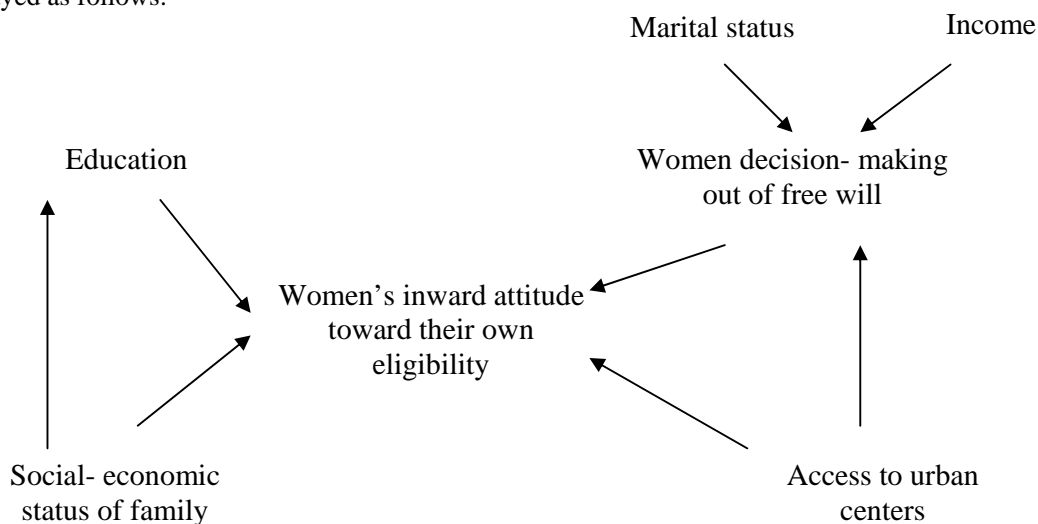 yed as follows:
Marital status
Income
Education
Women decision- making
out of free will
Women’s inward attitude
toward their own
eligibility
Social- economic
status of family
Access to urban
centers